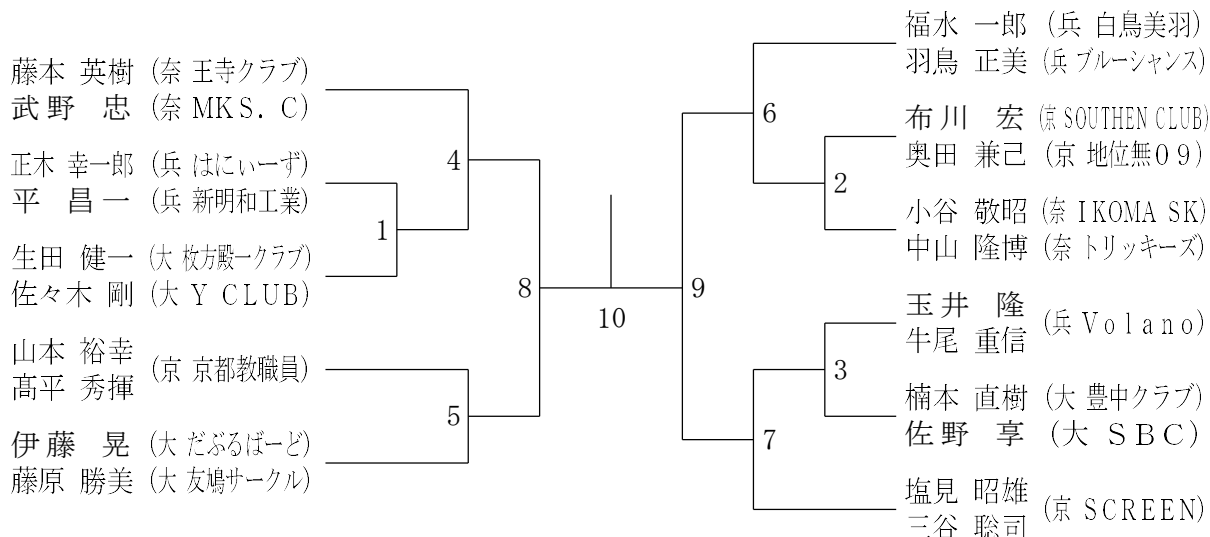 藤本 英樹 (奈 王寺クラブ)
武野 忠 (奈 MKS. C)
正木 幸一郎 (兵 はにぃーず)
平 昌一 (兵 新明和工業)
生田 健一 (大 枚方殿一クラブ)
佐々木 剛 (大 Y CLUB)
山本 裕幸
髙平 秀揮
(京 京都教職員)
伊藤 晃 (大 だぶるばーど)
藤原 勝美 (大 友鳩サークル)
1
4
5
8
10
9
6
2
3
7
福水 一郎 (兵 白鳥美羽)
羽鳥 正美 (兵 ブルーシャンス)
布川 宏 (京 SOUTHEN CLUB)
奥田 兼己 (京 地位無09)
小谷 敬昭 (奈 IKOMA SK)
中山 隆博 (奈 トリッキーズ)
玉井 隆
牛尾 重信
(兵 Volano)
楠本 直樹 (大 豊中クラブ)
佐野 享 (大 SBC)
塩見 昭雄
三谷 聡司
(京 SCREEN)